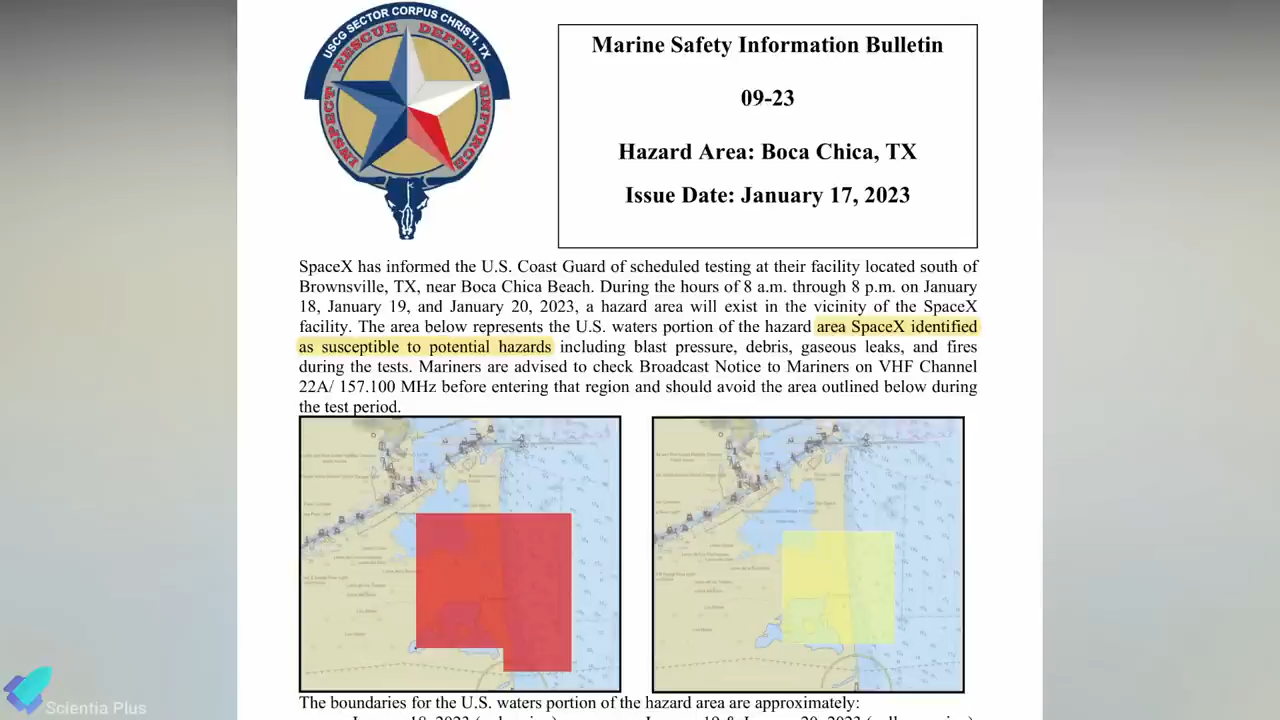 USCG SECTOR CORPUS CHRISTI, TX
RESCUE DEFEND
INSPECT ENFORCE
Marine Safety Information Bulletin
09-23
Hazard Area: Boca Chica, TX
Issue Date: January 17, 2023
SpaceX has informed the U.S. Coast Guard of scheduled testing at their facility located south of
Brownsville, TX, near Boca Chica Beach. During the hours of 8 a.m. through 8 p.m. on January
18, January 19, and January 20, 2023, a hazard area will exist in the vicinity of the SpaceX
facility. The area below represents the U.S. waters portion of the hazard area SpaceX identified
as susceptible to potential hazards including blast pressure, debris, gaseous leaks, and fires
during the tests. Mariners are advised to check Broadcast Notice to Mariners on VHF Channel
22A/ 157.100 MHz before entering that region and should avoid the area outlined below during
the test period.
The boundaries for the U.S. waters portion of the hazard area are approximately:
Scientia Plus